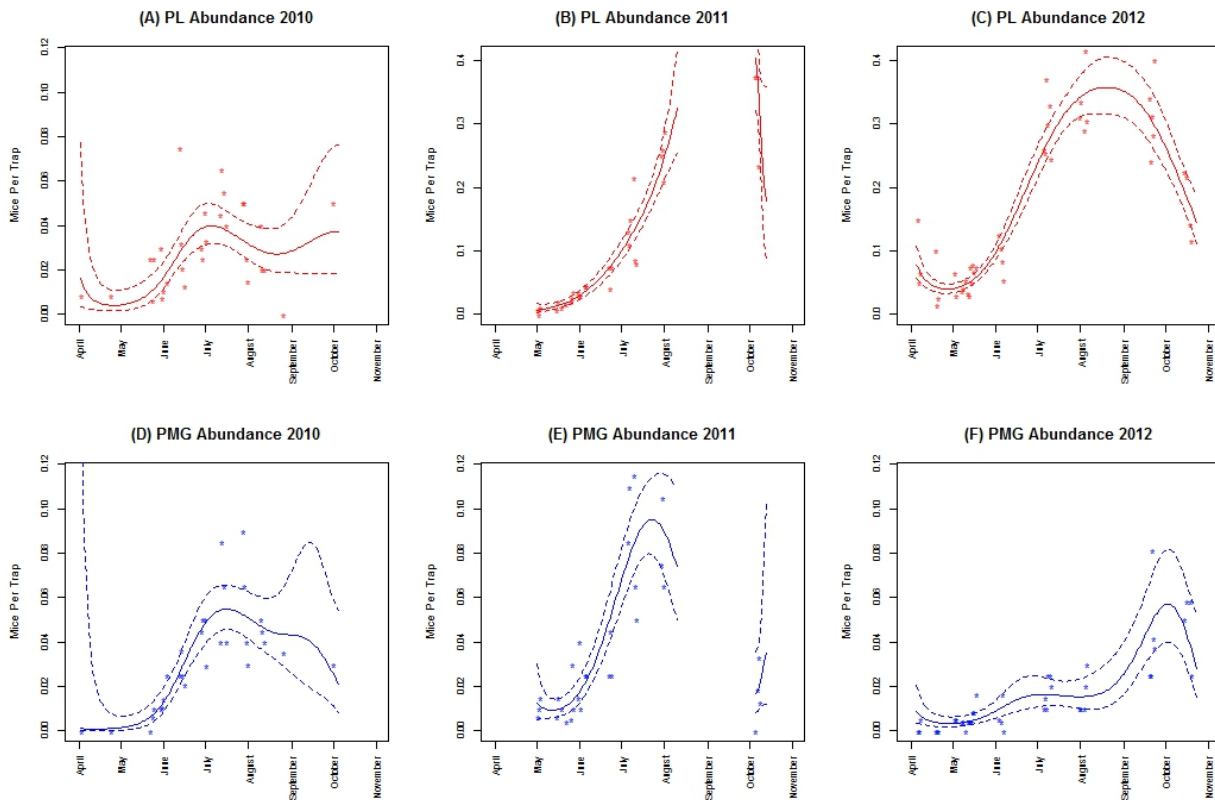 (A) PL Abundance 2010
Mice Per Trap
0.12
0.10
0.08
0.06
0.04
0.02
0.00
April
May
June
July
August
September
October
November
(B) PL Abundance 2011
Mice Per Trap
0.4
0.3
0.2
0.1
0.0
April
May
June
July
August
September
October
November
(C) PL Abundance 2012
Mice Per Trap
0.4
0.3
0.2
0.1
0.0
April
May
June
July
August
September
October
November
(D) PMG Abundance 2010
Mice Per Trap
0.12
0.10
0.08
0.06
0.04
0.02
0.00
April
May
June
July
August
September
October
November
(E) PMG Abundance 2011
Mice Per Trap
0.12
0.10
0.08
0.06
0.04
0.02
0.00
April
May
June
July
August
September
October
November
(F) PMG Abundance 2012
Mice Per Trap
0.12
0.10
0.08
0.06
0.04
0.02
0.00
April
May
June
July
August
September
October
November